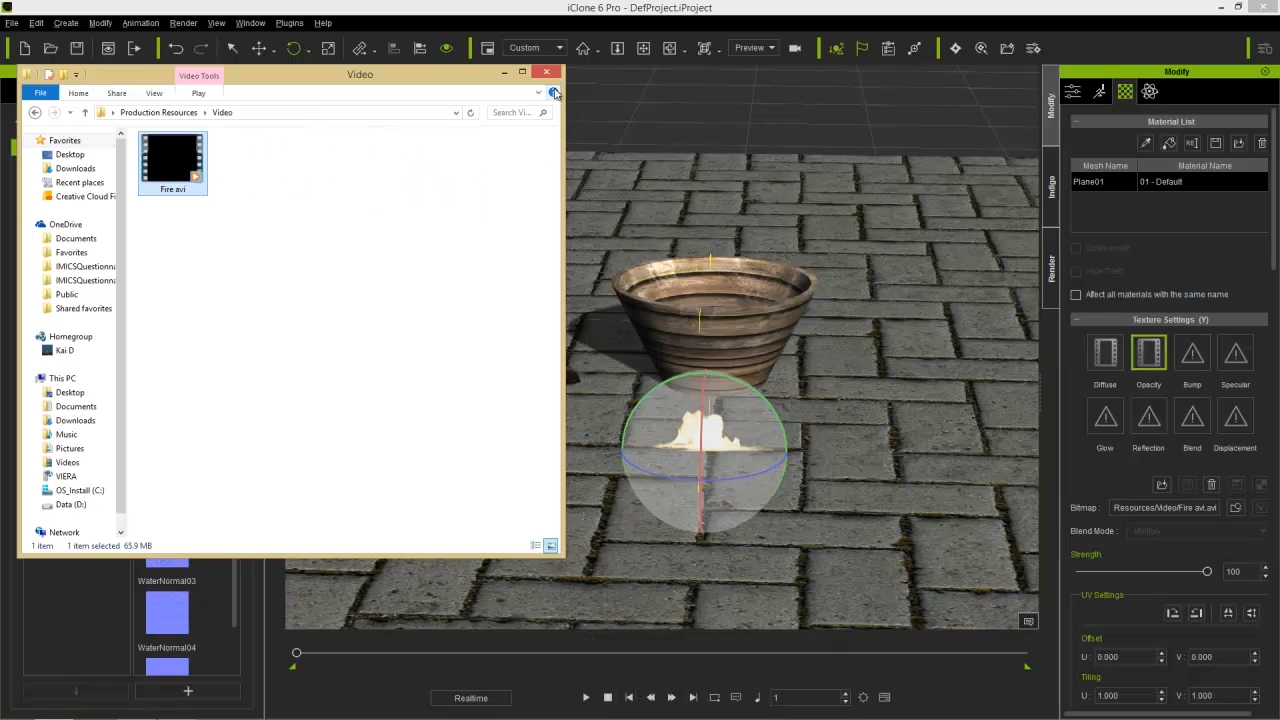 iClone 6 Pro - DefProject.iProject
File Edit Create Modify Animation Render View Window Plugins Help
Custom Preview
Video Tools Video
File Home Share View Play
Production Resources Video Search Vi...
Favorites
Desktop
Downloads
Recent places
Creative Cloud Fi
OneDrive
Documents
Favorites
IMICSQuestionna
IMICSQuestionna
Public
Shared favorites
Homegroup
Kai D
This PC
Desktop
Documents
Downloads
Music
Pictures
Videos
VIERA
OS_Install (C:)
Data (D:)
Network
Fire avi
1 item 1 item selected 65.9 MB
WaterNormal03
WaterNormal04
Realtime
1
Modify
Indigo
Render
Modify
Material List
Mesh Name Material Name
Plane01 01 - Default
Affect all materials with the same name
Texture Settings (Y)
Diffuse Opacity Bump Specular
Glow Reflection Blend Displacement
Bitmap: Resources/Video/Fire avi.avi
Blend Mode :
Strength
100
UV Settings
Offset
U: 0.000 V: 0.000
Tiling
U: 1.000 V: 1.000